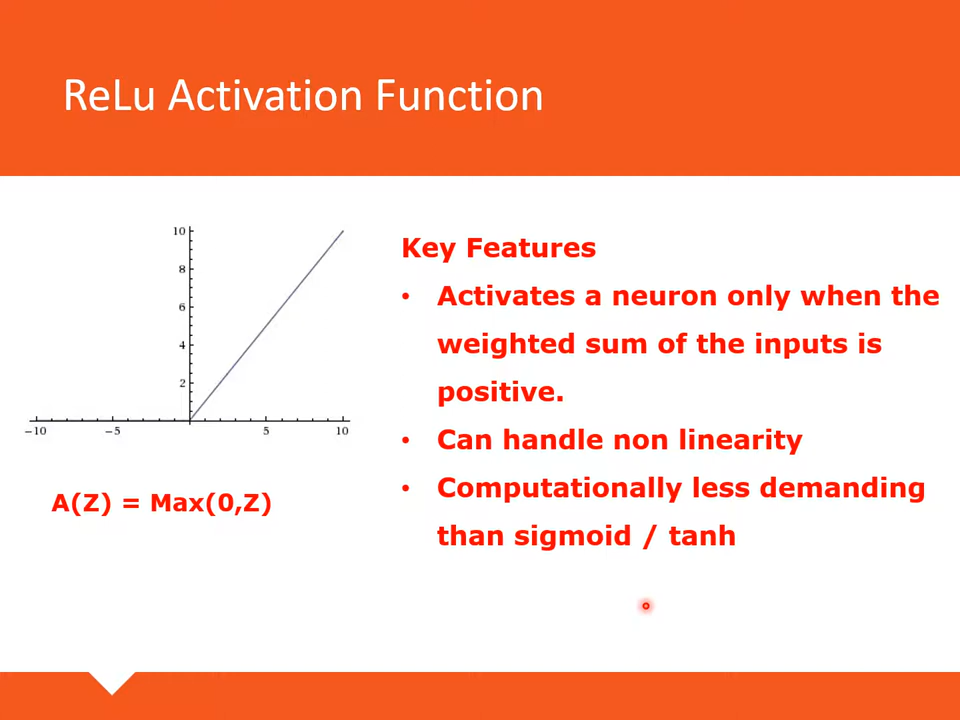 ReLu Activation Function
10
8
6
4
2
−10 −5 5 10
A(Z) = Max(0,Z)
Key Features
• Activates a neuron only when the
weighted sum of the inputs is
positive.
• Can handle non linearity
• Computationally less demanding
than sigmoid / tanh